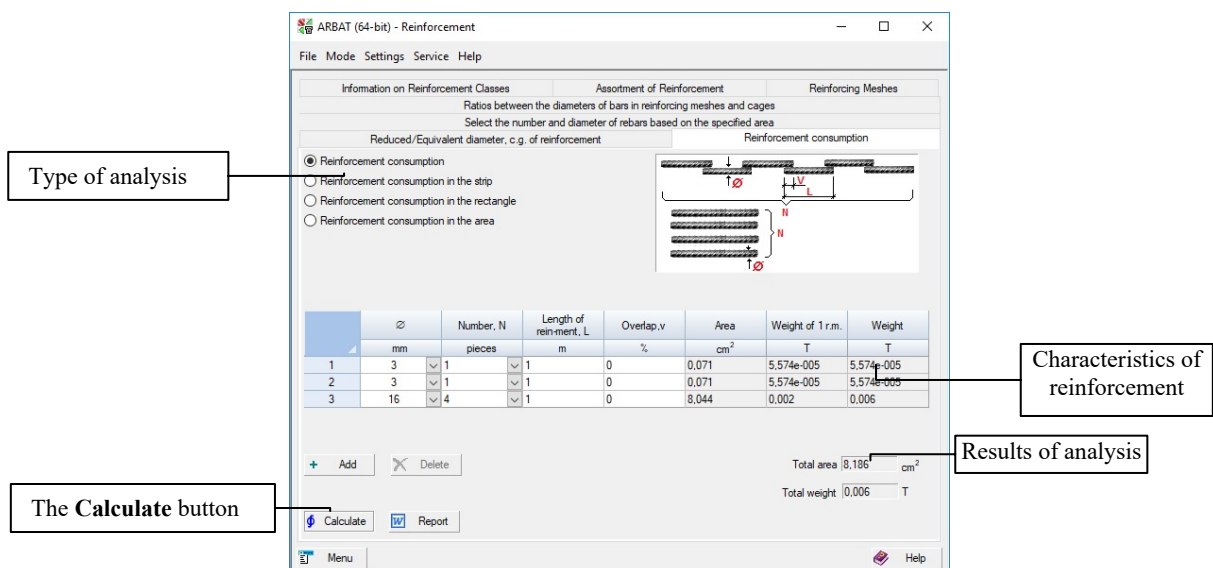 ARBAT (64-bit) - Reinforcement
File Mode Settings Service Help
Information on Reinforcement Classes Assortment of Reinforcement Reinforcing Meshes
Ratios between the diameters of bars in reinforcing meshes and cages
Select the number and diameter of rebars based on the specified area
Reduced/Equivalent diameter, c.g. of reinforcement Reinforcement consumption
Type of analysis
Reinforcement consumption
Reinforcement consumption in the strip
Reinforcement consumption in the rectangle
Reinforcement consumption in the area
Ø V
L
N
N
Ø
∅ Number, N Length of rein-ment, L Overlap,v Area Weight of 1 r.m. Weight
mm pieces m % cm² T T
1 3 1 1 0 0,071 5,574e-005 5,574e-005
2 3 1 1 0 0,071 5,574e-005 5,574e-005
3 16 4 1 0 8,044 0,002 0,006
Characteristics of
reinforcement
+ Add Delete
Total area 8,186 cm²
Results of analysis
Total weight 0,006 T
The Calculate button
Calculate W Report
Menu Help